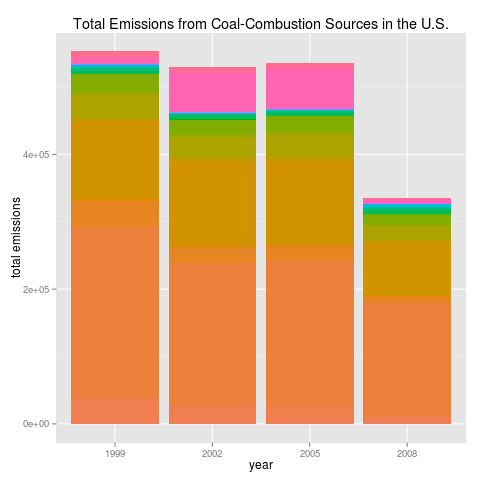 Total Emissions from Coal-Combustion Sources in the U.S.
total emissions
4e+05
2e+05
0e+00
1999 2002 2005 2008
year